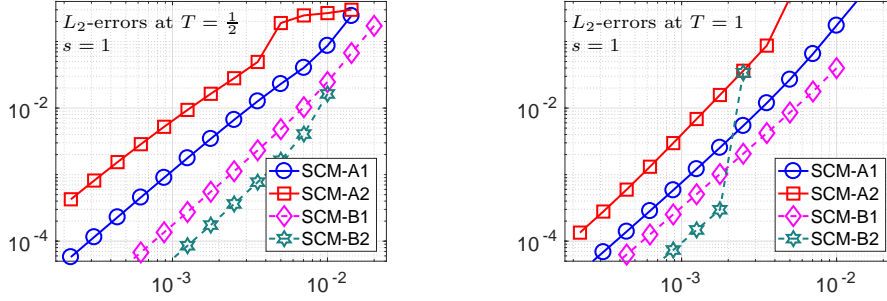 L₂-errors at T = 1/2
s = 1
10⁻²
10⁻⁴
10⁻³
10⁻²
SCM-A1
SCM-A2
SCM-B1
SCM-B2
L₂-errors at T = 1
s = 1
10⁻²
10⁻⁴
10⁻³
10⁻²
SCM-A1
SCM-A2
SCM-B1
SCM-B2